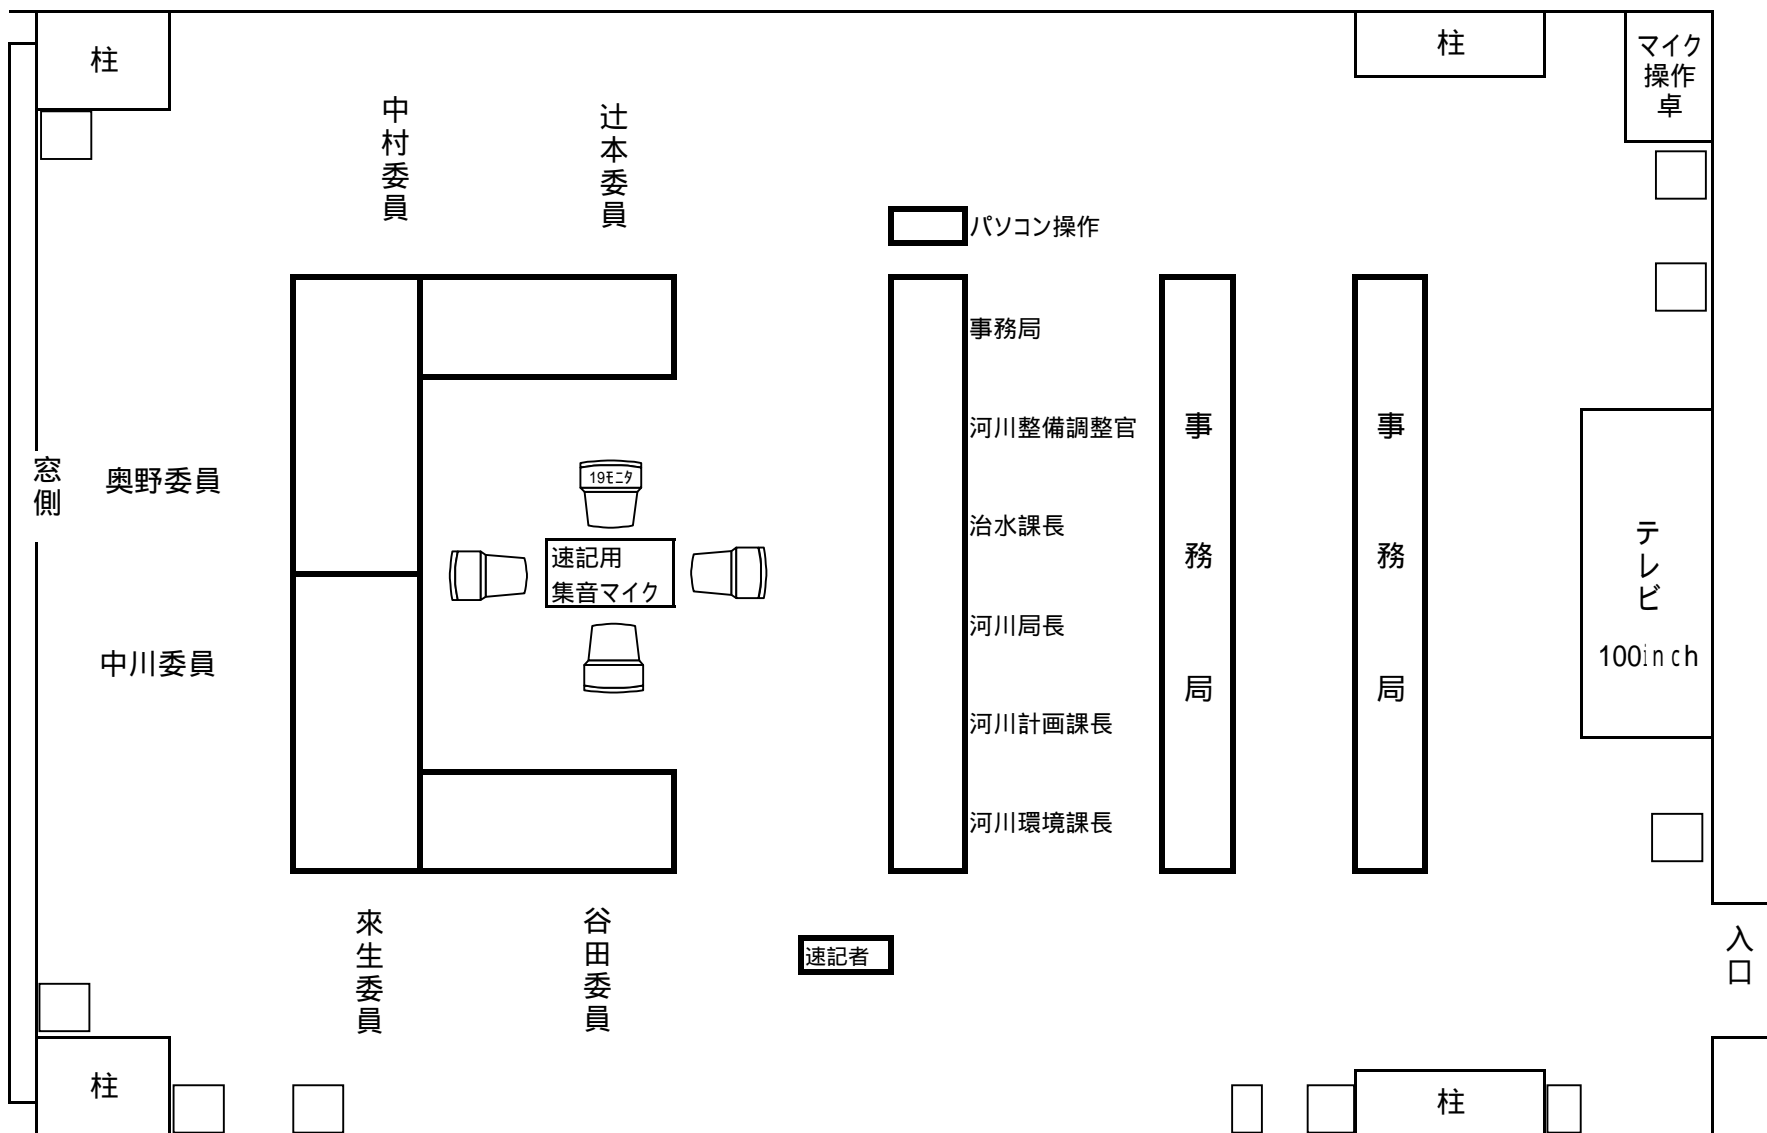 柱
柱
マイク
操作
卓
中村委員
辻本委員
パソコン操作
事務局
河川整備調整官
治水課長
河川局長
河川計画課長
河川環境課長
事務局
事務局
テレビ
100inch
窓側
奥野委員
中川委員
19モニタ
速記用
集音マイク
來生委員
谷田委員
速記者
入口
柱
柱